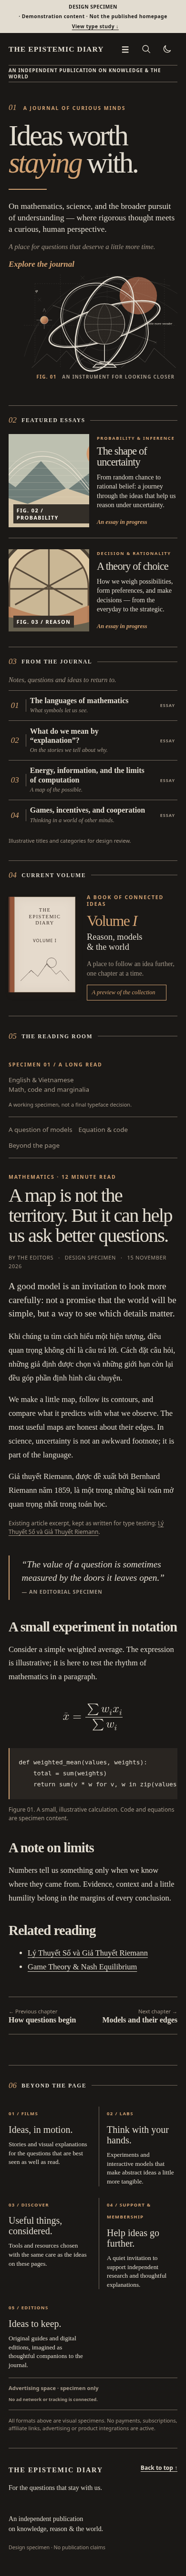 DESIGN SPECIMEN
· Demonstration content · Not the published homepage
View type study ↓
THE EPISTEMIC DIARY
AN INDEPENDENT PUBLICATION ON KNOWLEDGE & THE
WORLD
01 A JOURNAL OF CURIOUS MINDS
Ideas worth
staying with.
On mathematics, science, and the broader pursuit
of understanding — where rigorous thought meets
a curious, human perspective.
A place for questions that deserve a little more time.
Explore the journal
FIG. 01 AN INSTRUMENT FOR LOOKING CLOSER
02 FEATURED ESSAYS
FIG. 02 /
PROBABILITY
PROBABILITY & INFERENCE
The shape of
uncertainty
From random chance to
rational belief: a journey
through the ideas that help us
reason under uncertainty.
An essay in progress
FIG. 03 / REASON
DECISION & RATIONALITY
A theory of choice
How we weigh possibilities,
form preferences, and make
decisions — from the
everyday to the strategic.
An essay in progress
03 FROM THE JOURNAL
Notes, questions and ideas to return to.
01 The languages of mathematics
What symbols let us see.
ESSAY
02 What do we mean by
“explanation”?
On the stories we tell about why.
ESSAY
03 Energy, information, and the limits
of computation
A map of the possible.
ESSAY
04 Games, incentives, and cooperation
Thinking in a world of other minds.
ESSAY
Illustrative titles and categories for design review.
04 CURRENT VOLUME
THE
EPISTEMIC
DIARY
VOLUME I
A BOOK OF CONNECTED
IDEAS
Volume I
Reason, models
& the world
A place to follow an idea further,
one chapter at a time.
A preview of the collection
05 THE READING ROOM
SPECIMEN 01 / A LONG READ
English & Vietnamese
Math, code and marginalia
A working specimen, not a final typeface decision.
A question of models Equation & code
Beyond the page
MATHEMATICS · 12 MINUTE READ
A map is not the
territory. But it can help
us ask better questions.
BY THE EDITORS · DESIGN SPECIMEN · 15 NOVEMBER
2026
A good model is an invitation to look more
carefully: not a promise that the world will be
simple, but a way to see which details matter.
Khi chúng ta tìm cách hiểu một hiện tượng, điều
quan trọng không chỉ là câu trả lời. Cách đặt câu hỏi,
những giả định được chọn và những giới hạn còn lại
đều góp phần định hình câu chuyện.
We make a little map, follow its contours, and
compare what it predicts with what we observe. The
most useful maps are honest about their edges. In
science, uncertainty is not an awkward footnote; it is
part of the language.
Giả thuyết Riemann, được đề xuất bởi Bernhard
Riemann năm 1859, là một trong những bài toán mở
quan trọng nhất trong toán học.
Existing article excerpt, kept as written for type testing: Lý
Thuyết Số và Giả Thuyết Riemann.
“The value of a question is sometimes
measured by the doors it leaves open.”
— AN EDITORIAL SPECIMEN
A small experiment in notation
Consider a simple weighted average. The expression
is illustrative; it is here to test the rhythm of
mathematics in a paragraph.
x̄ = ∑ wᵢxᵢ / ∑ wᵢ
def weighted_mean(values, weights):
total = sum(weights)
return sum(v * w for v, w in zip(values
Figure 01. A small, illustrative calculation. Code and equations
are specimen content.
A note on limits
Numbers tell us something only when we know
where they came from. Evidence, context and a little
humility belong in the margins of every conclusion.
Related reading
• Lý Thuyết Số và Giả Thuyết Riemann
• Game Theory & Nash Equilibrium
← Previous chapter
How questions begin
Next chapter →
Models and their edges
06 BEYOND THE PAGE
01 / FILMS
Ideas, in motion.
Stories and visual explanations
for the questions that are best
seen as well as read.
02 / LABS
Think with your
hands.
Experiments and
interactive models that
make abstract ideas a little
more tangible.
03 / DISCOVER
Useful things,
considered.
Tools and resources chosen
with the same care as the ideas
on these pages.
04 / SUPPORT &
MEMBERSHIP
Help ideas go
further.
A quiet invitation to
support independent
research and thoughtful
explanations.
05 / EDITIONS
Ideas to keep.
Original guides and digital
editions, imagined as
thoughtful companions to the
journal.
Advertising space · specimen only
No ad network or tracking is connected.
All formats above are visual specimens. No payments, subscriptions,
affiliate links, advertising or product integrations are active.
THE EPISTEMIC DIARY
Back to top ↑
For the questions that stay with us.
An independent publication
on knowledge, reason & the world.
Design specimen · No publication claims